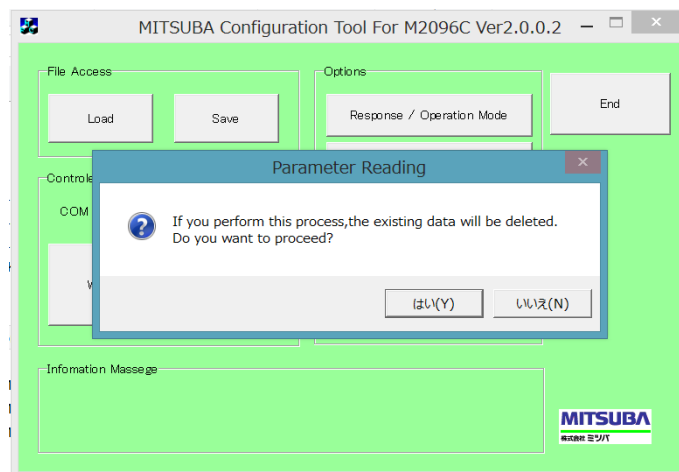 MITSUBA Configuration Tool For M2096C Ver2.0.0.2
File Access
Load
Save
Options
Response / Operation Mode
End
Parameter Reading
If you perform this process,the existing data will be deleted.
Do you want to proceed?
はい(Y)
いいえ(N)
COM
Infomation Massege
MITSUBA
株式会社 ミツバ